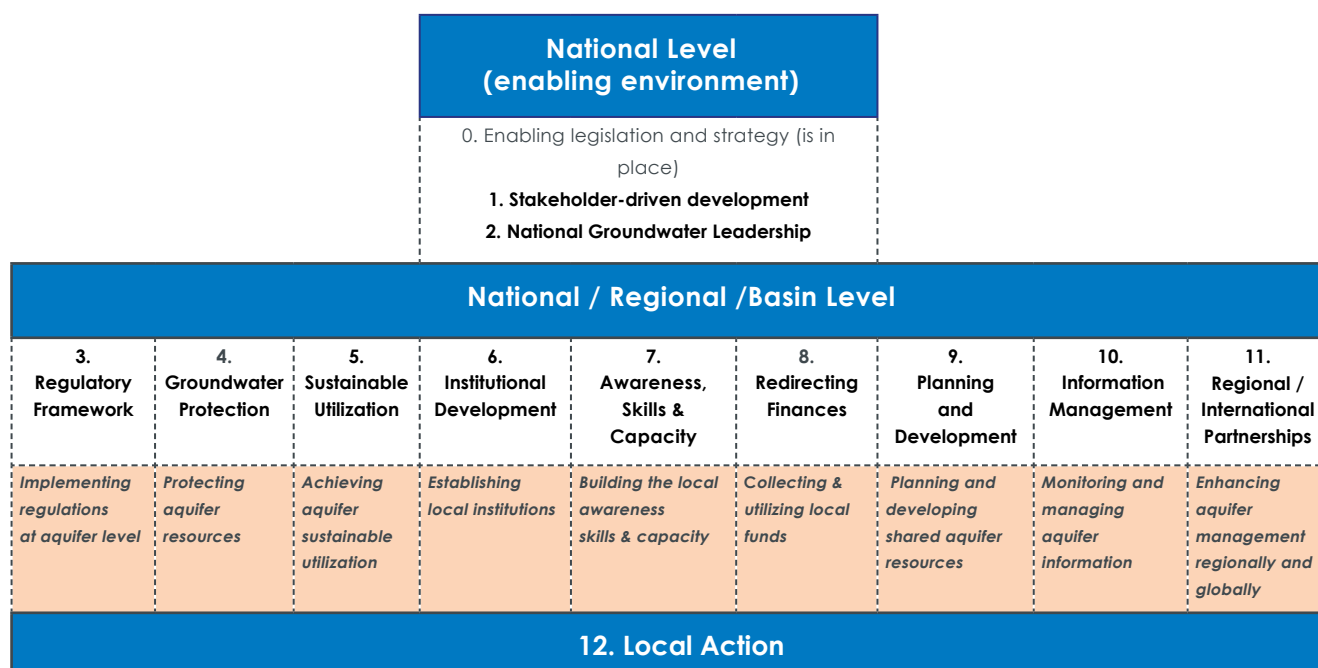 National Level
(enabling environment)
0. Enabling legislation and strategy (is in
place)
1. Stakeholder-driven development
2. National Groundwater Leadership
National / Regional /Basin Level
3.
Regulatory
Framework
4.
Groundwater
Protection
5.
Sustainable
Utilization
6.
Institutional
Development
7.
Awareness,
Skills &
Capacity
8.
Redirecting
Finances
9.
Planning
and
Development
10.
Information
Management
11.
Regional /
International
Partnerships
Implementing
regulations
at aquifer level
Protecting
aquifer
resources
Achieving
aquifer
sustainable
utilization
Establishing
local institutions
Building the local
awareness
skills & capacity
Collecting &
utilizing local
funds
Planning and
developing
shared aquifer
resources
Monitoring and
managing
aquifer
information
Enhancing
aquifer
management
regionally and
globally
12. Local Action